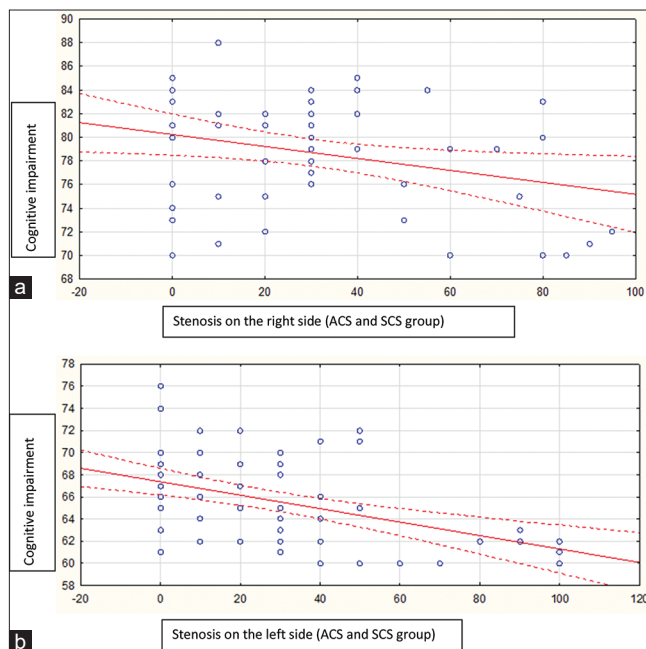 90
88
86
84
82
80
78
76
74
72
70
68
Cognitive impairment
a
-20 0 20 40 60 80 100
Stenosis on the right side (ACS and SCS group)
78
76
74
72
70
68
66
64
62
60
58
Cognitive impairment
-20 0 20 40 60 80 100 120
b
Stenosis on the left side (ACS and SCS group)